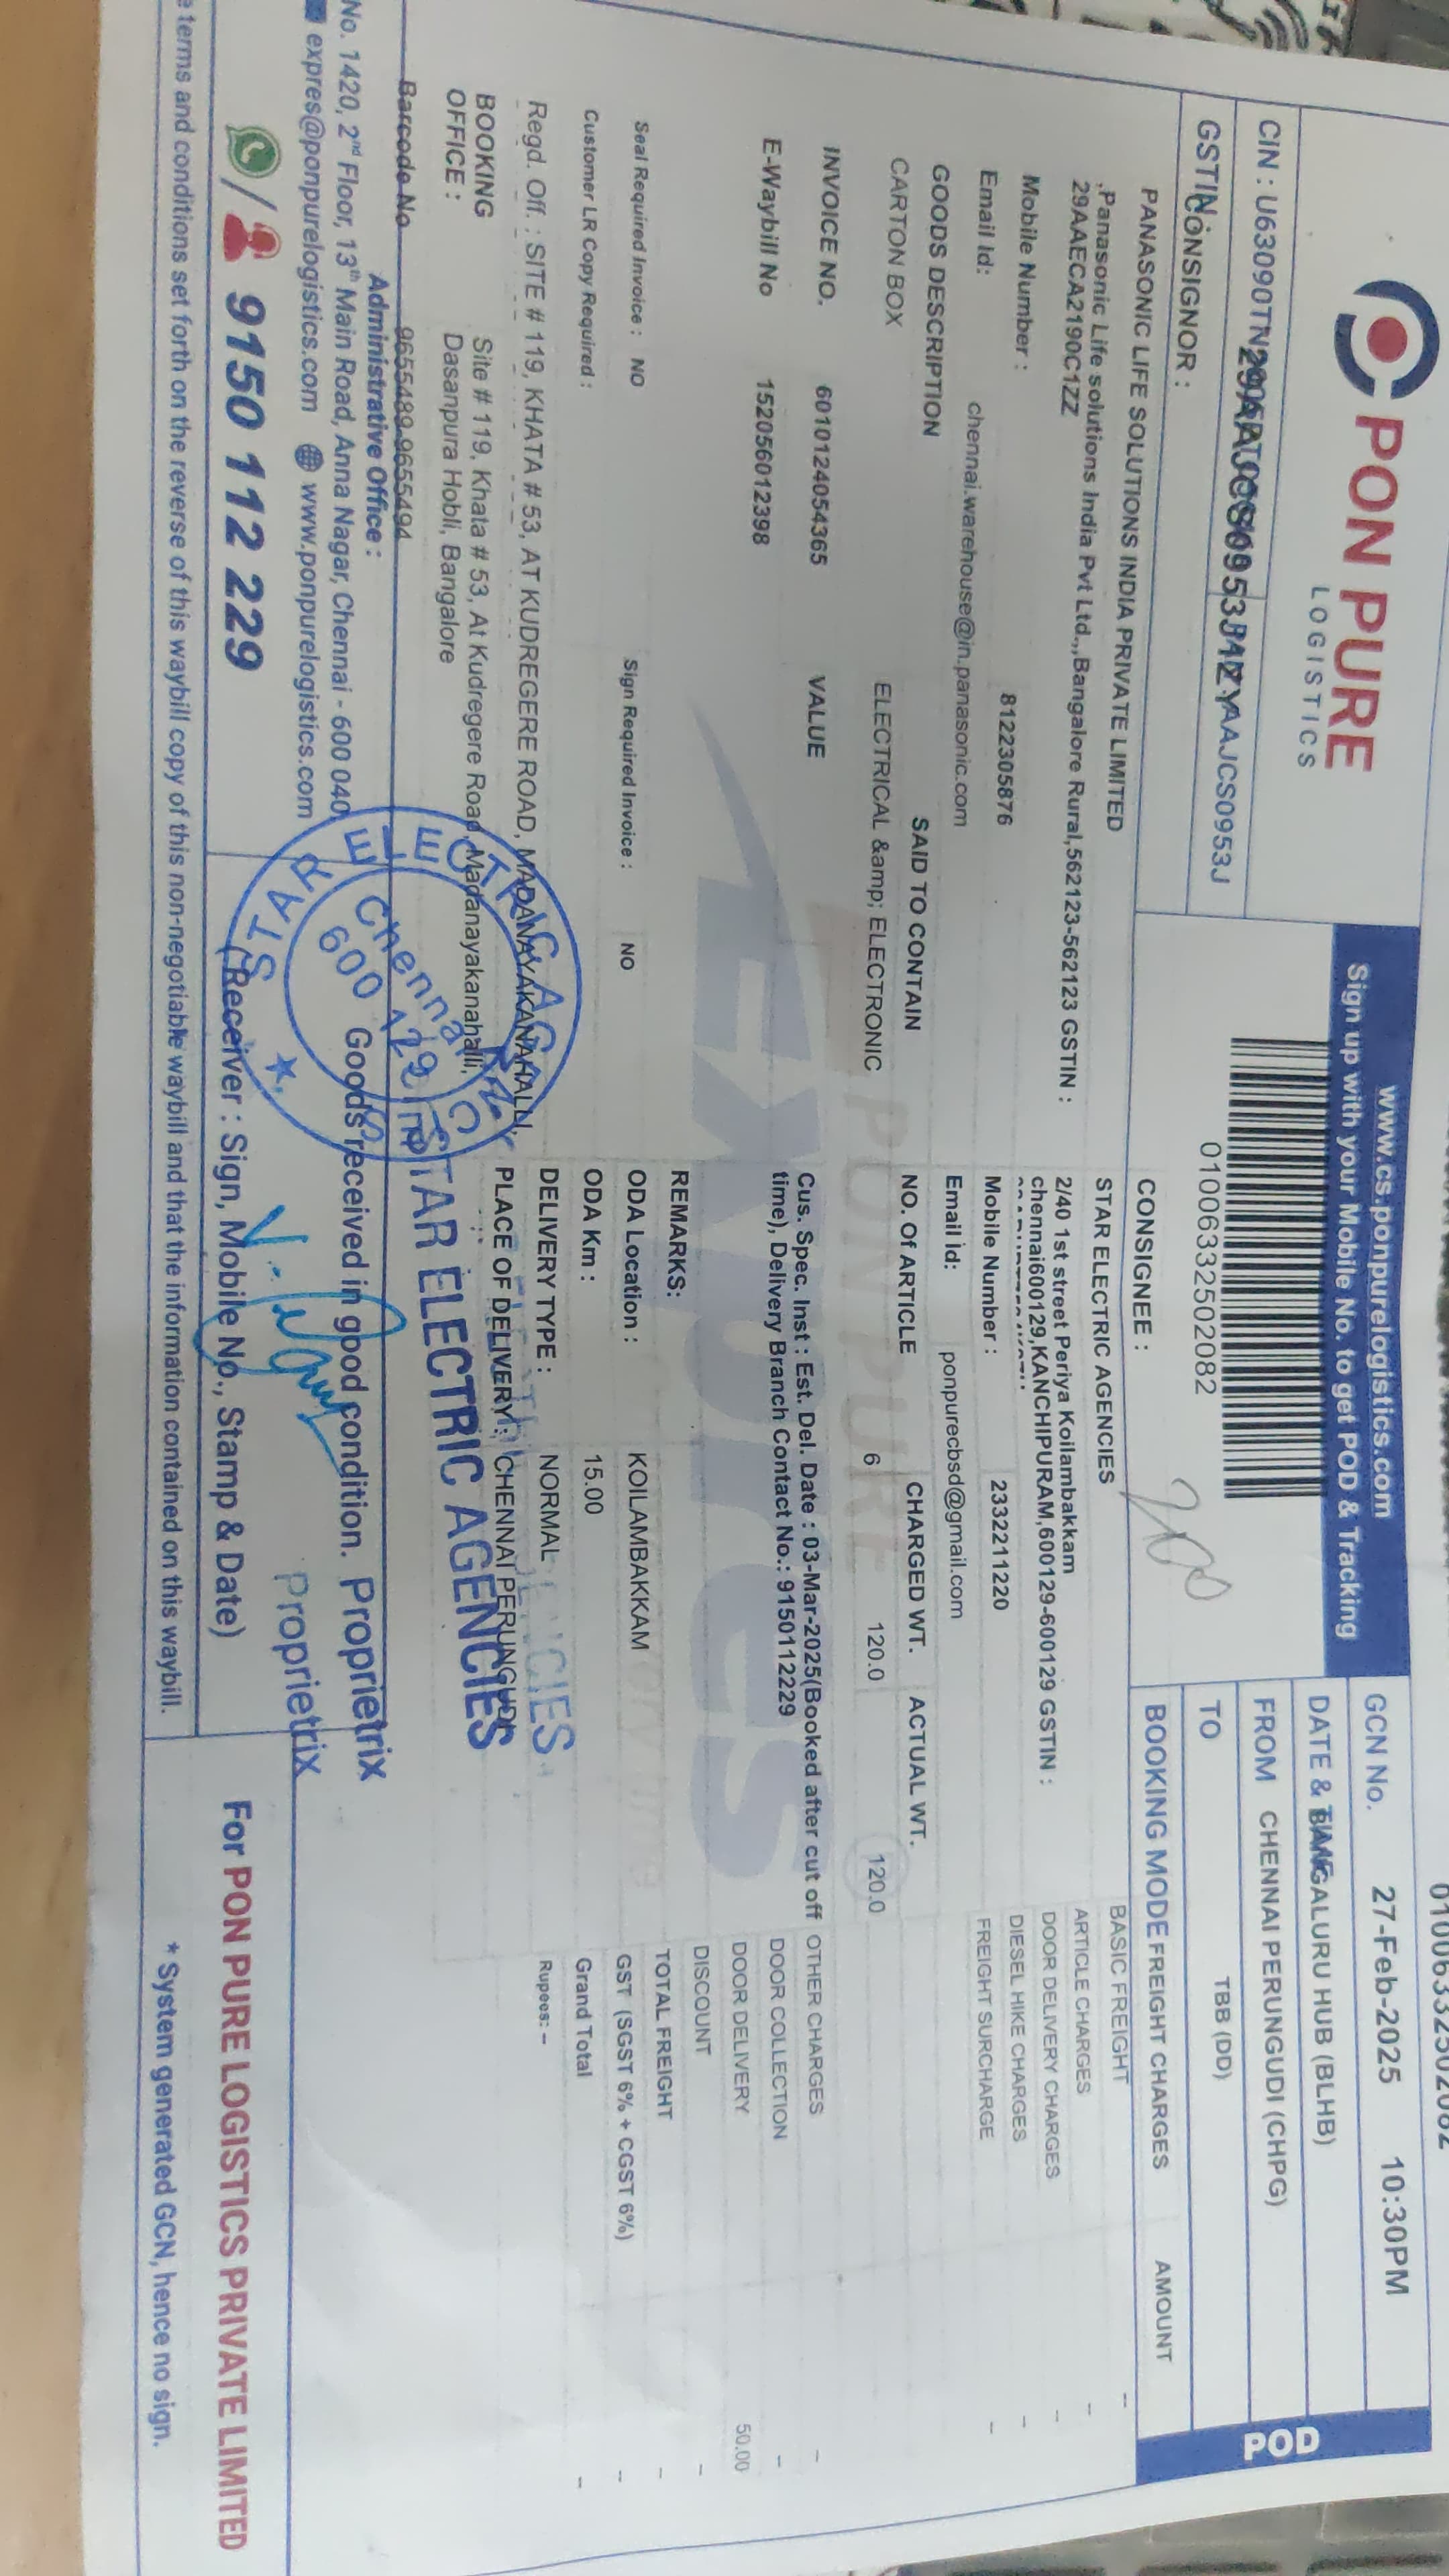 PON PURE
LOGISTICS
www.cs.ponpurelogistics.com
Sign up with your Mobile No. to get POD & Tracking
01006332502082
GCN No. 27-Feb-2025 10:30PM
DATE & BANGALURU HUB (BLHB)
FROM CHENNAI PERUNGUDI (CHPG)
TO TBB (DD)
BOOKING MODE FREIGHT CHARGES AMOUNT
POD
CIN : U63090TN
GSTIN
CONSIGNOR :
PANASONIC LIFE SOLUTIONS INDIA PRIVATE LIMITED
,Panasonic Life solutions India Pvt Ltd.,,Bangalore Rural,562123-562123 GSTIN :
29AAECA2190C1ZZ
Mobile Number : 8122305876
Email Id: chennai.warehouse@in.panasonic.com
01006332502082
CONSIGNEE :
STAR ELECTRIC AGENCIES
2/40 1st street Periya Koilambakkam
chennai600129,KANCHIPURAM,600129-600129 GSTIN :
Mobile Number : 2332211220
Email id: ponpurecbsd@gmail.com
GOODS DESCRIPTION SAID TO CONTAIN NO. Of ARTICLE CHARGED WT. ACTUAL WT.
CARTON BOX ELECTRICAL &amp; ELECTRONIC 6 120.0 120.0
INVOICE NO. 601012405​4365 VALUE
E-Waybill No 152056012398
Cus. Spec. Inst : Est. Del. Date : 03-Mar-2025(Booked after cut off
time), Delivery Branch Contact No.: 9150112229
REMARKS:
Seal Required Invoice : NO Sign Required Invoice : NO
Customer LR Copy Required :
ODA Location : KOILAMBAKKAM
ODA Km : 15.00
DELIVERY TYPE : NORMAL
PLACE OF DELIVERY : CHENNAI PERUNGUDI
Regd. Off. : SITE # 119, KHATA # 53, AT KUDREGERE ROAD, MADANAYAKANAHALLI,
BOOKING OFFICE : Site # 119, Khata # 53, At Kudregere Road, Madanayakanahalli,
Dasanpura Hobli, Bangalore
Barcode No 9655489-9655494
BASIC FREIGHT -
ARTICLE CHARGES -
DOOR DELIVERY CHARGES -
DIESEL HIKE CHARGES -
FREIGHT SURCHARGE -
OTHER CHARGES -
DOOR COLLECTION -
DOOR DELIVERY 50.00
DISCOUNT -
TOTAL FREIGHT -
GST (SGST 6% + CGST 6%) -
Grand Total -
Rupees: -
Administrative Office :
No. 1420, 2nd Floor, 13th Main Road, Anna Nagar, Chennai - 600 040
expres@ponpurelogistics.com www.ponpurelogistics.com
9150 112 229
STAR ELECTRIC AGENCIES
Chennai
600 129
STAR ELECTRIC AGENCIES
Proprietrix
Proprietrix
Goods received in good condition.
(Receiver : Sign, Mobile No., Stamp & Date)
For PON PURE LOGISTICS PRIVATE LIMITED
terms and conditions set forth on the reverse of this waybill copy of this non-negotiable waybill and that the information contained on this waybill.
* System generated GCN, hence no sign.